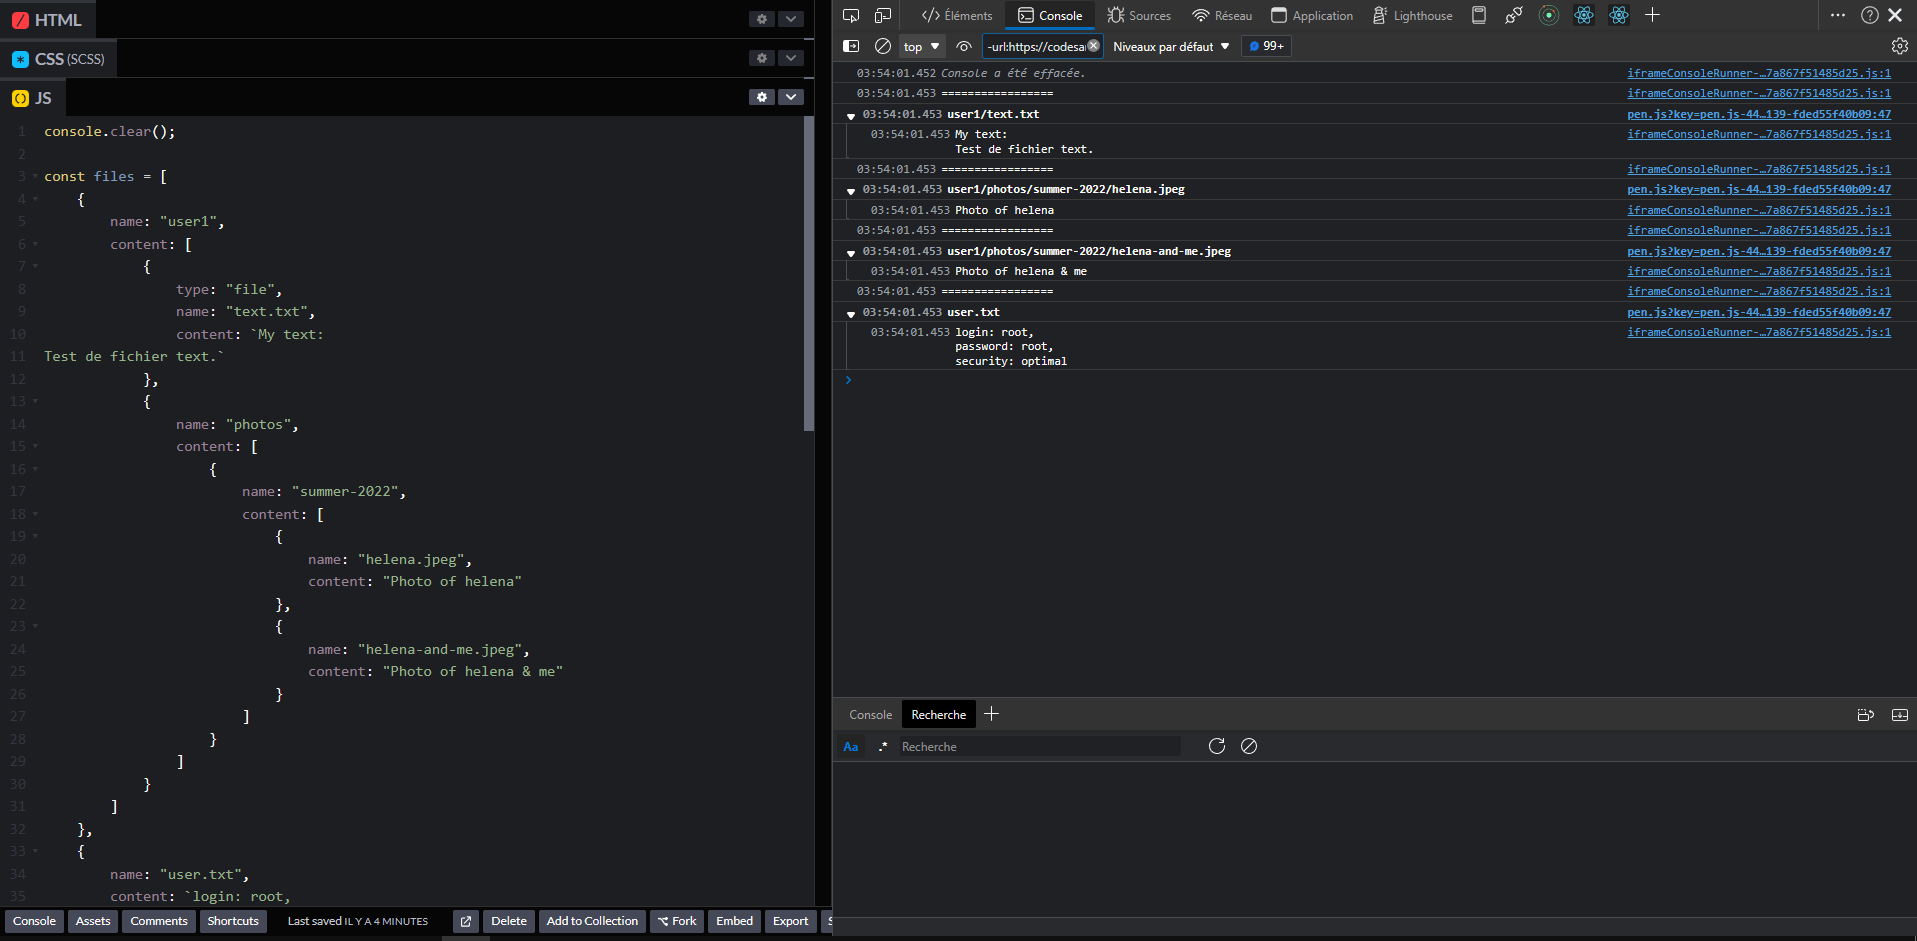 HTML
CSS (SCSS)
JS
1 console.clear();
2
3 const files = [
4 {
5 name: "user1",
6 content: [
7 {
8 type: "file",
9 name: "text.txt",
10 content: `My text:
11 Test de fichier text.`
12 },
13 {
14 name: "photos",
15 content: [
16 {
17 name: "summer-2022",
18 content: [
19 {
20 name: "helena.jpeg",
21 content: "Photo of helena"
22 },
23 {
24 name: "helena-and-me.jpeg",
25 content: "Photo of helena & me"
26 }
27 ]
28 }
29 ]
30 }
31 ]
32 },
33 {
34 name: "user.txt",
35 content: `login: root,
Console Assets Comments Shortcuts Last saved IL Y A 4 MINUTES Delete Add to Collection Fork Embed Export S
Éléments Console Sources Réseau Application Lighthouse
top -url:https://codesa Niveaux par défaut 99+
03:54:01.452 Console a été effacée. iframeConsoleRunner-…7a867f51485d25.js:1
03:54:01.453 ================= iframeConsoleRunner-…7a867f51485d25.js:1
03:54:01.453 user1/text.txt pen.js?key=pen.js-44…139-fded55f40b09:47
03:54:01.453 My text: iframeConsoleRunner-…7a867f51485d25.js:1
Test de fichier text.
03:54:01.453 ================= iframeConsoleRunner-…7a867f51485d25.js:1
03:54:01.453 user1/photos/summer-2022/helena.jpeg pen.js?key=pen.js-44…139-fded55f40b09:47
03:54:01.453 Photo of helena iframeConsoleRunner-…7a867f51485d25.js:1
03:54:01.453 ================= iframeConsoleRunner-…7a867f51485d25.js:1
03:54:01.453 user1/photos/summer-2022/helena-and-me.jpeg pen.js?key=pen.js-44…139-fded55f40b09:47
03:54:01.453 Photo of helena & me iframeConsoleRunner-…7a867f51485d25.js:1
03:54:01.453 ================= iframeConsoleRunner-…7a867f51485d25.js:1
03:54:01.453 user.txt pen.js?key=pen.js-44…139-fded55f40b09:47
03:54:01.453 login: root, iframeConsoleRunner-…7a867f51485d25.js:1
password: root,
security: optimal
Console Recherche
Aa .* Recherche